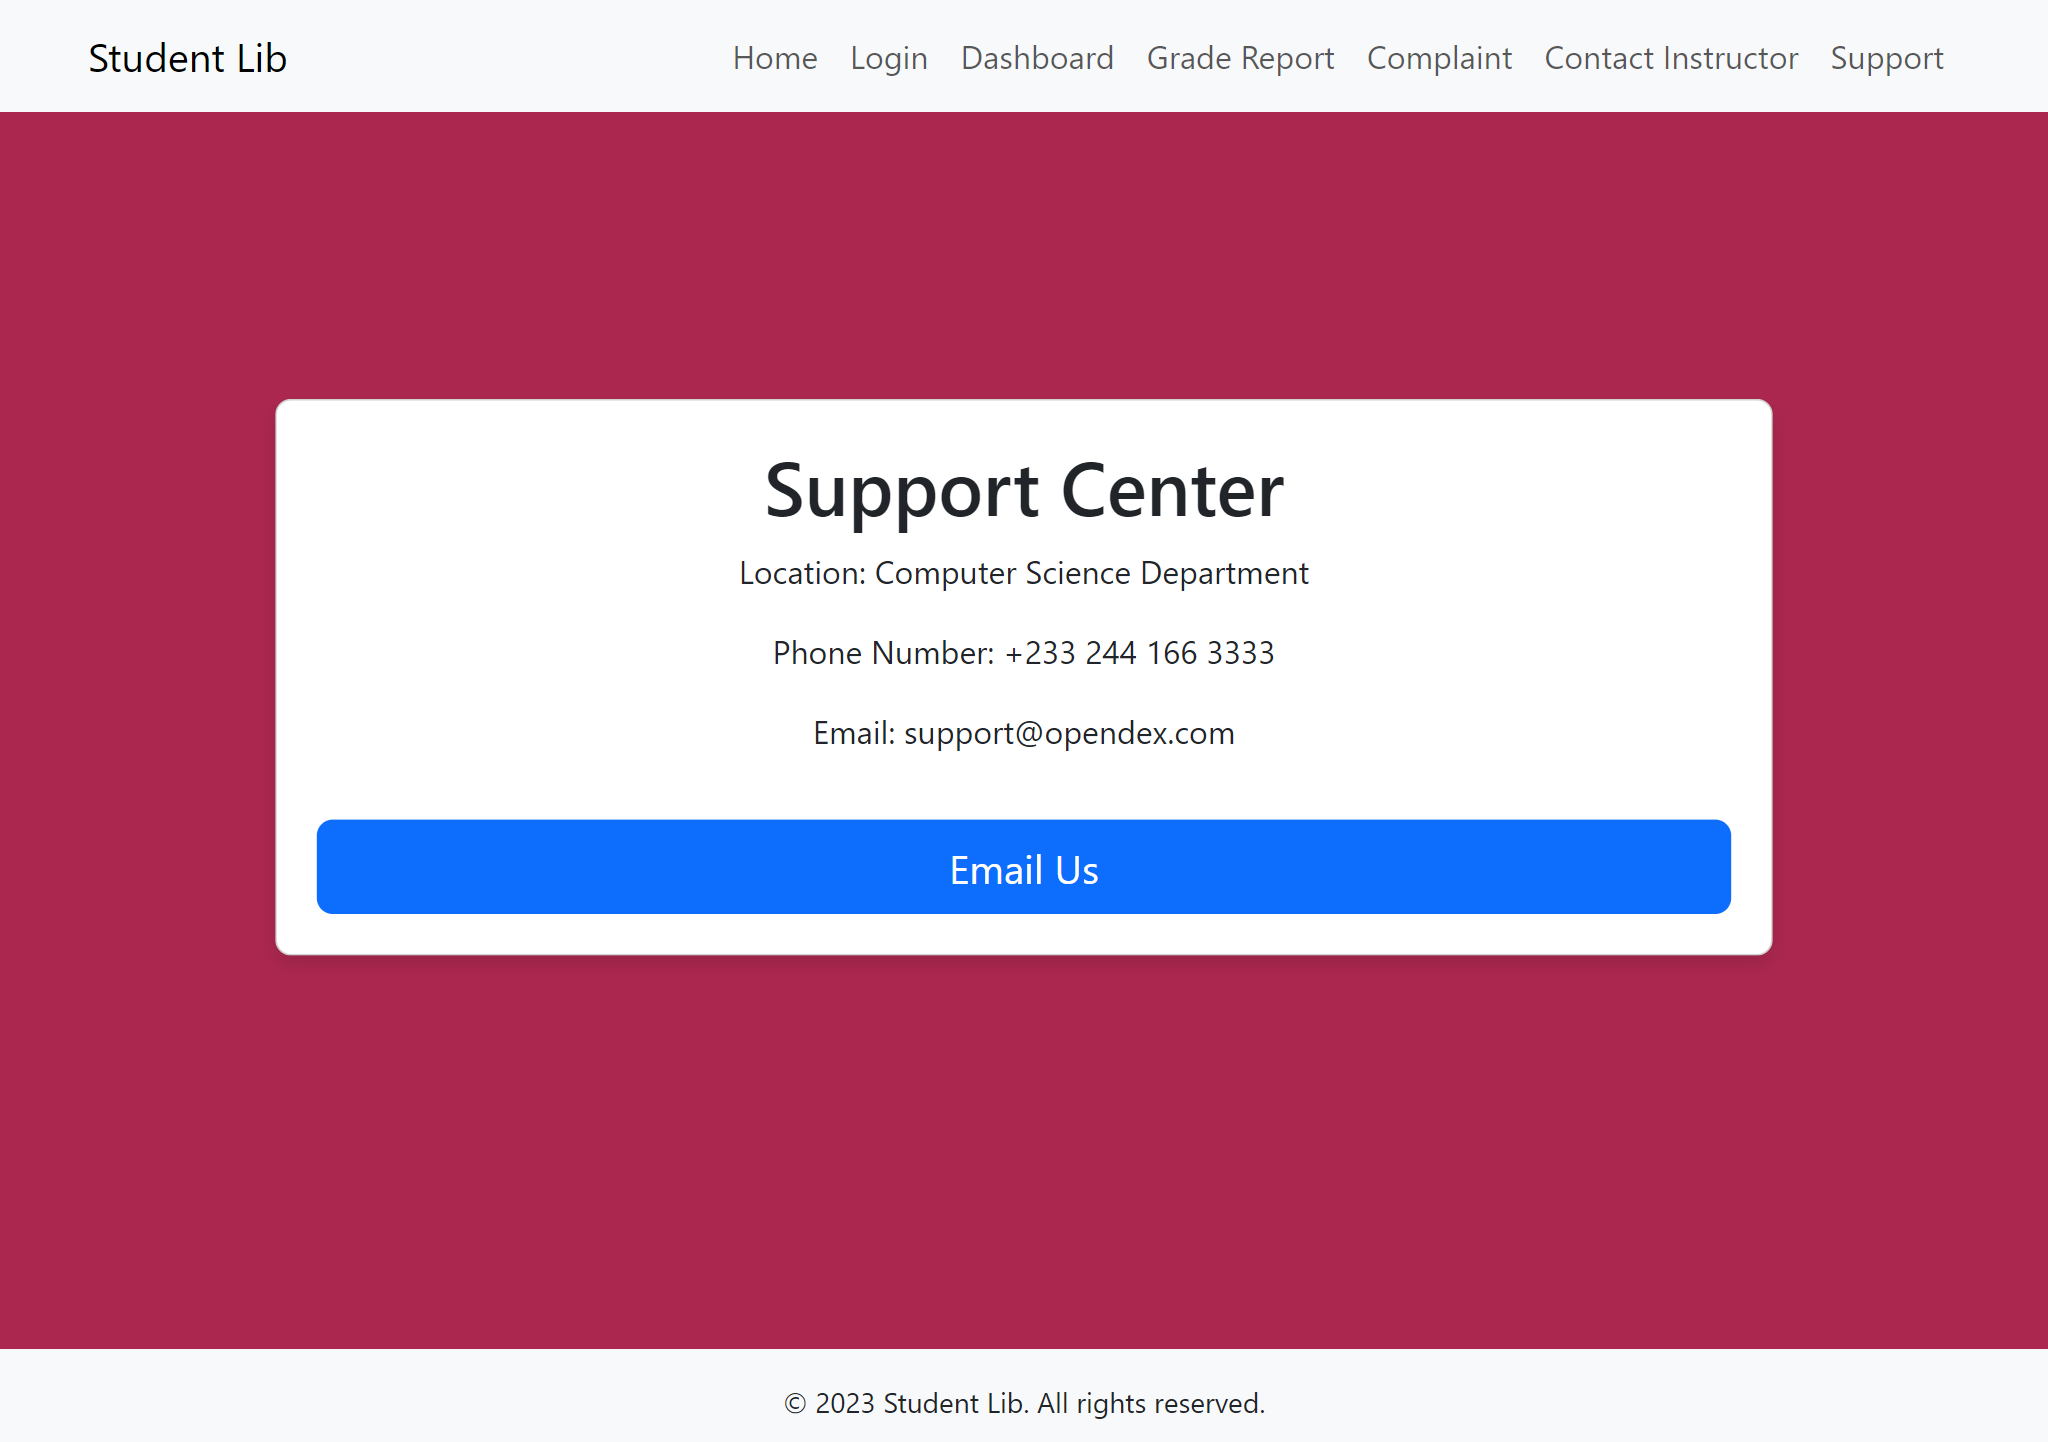 Student Lib Home Login Dashboard Grade Report Complaint Contact Instructor Support
Support Center
Location: Computer Science Department
Phone Number: +233 244 166 3333
Email: support@opendex.com
Email Us
© 2023 Student Lib. All rights reserved.